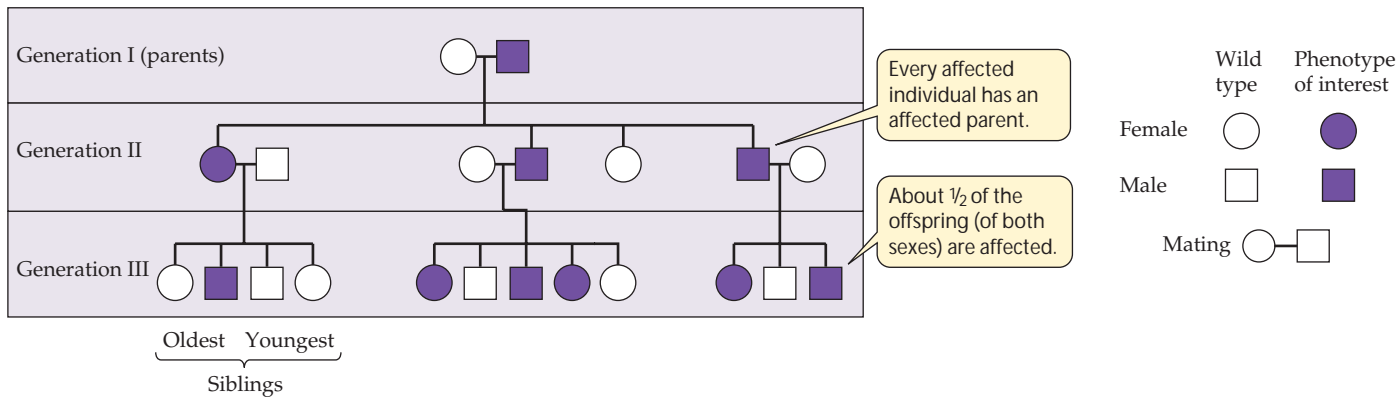 Generation I (parents)
Every affected
individual has an
affected parent.
Generation II
About 1/2 of the
offspring (of both
sexes) are affected.
Generation III
Oldest Youngest
Siblings
Wild
type
Phenotype
of interest
Female
Male
Mating